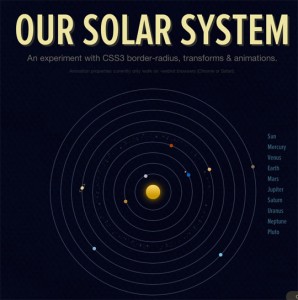 OUR SOLAR SYSTEM
An experiment with CSS3 border-radius, transforms & animations.
Sun
Mercury
Venus
Earth
Mars
Jupiter
Saturn
Uranus
Neptune
Pluto